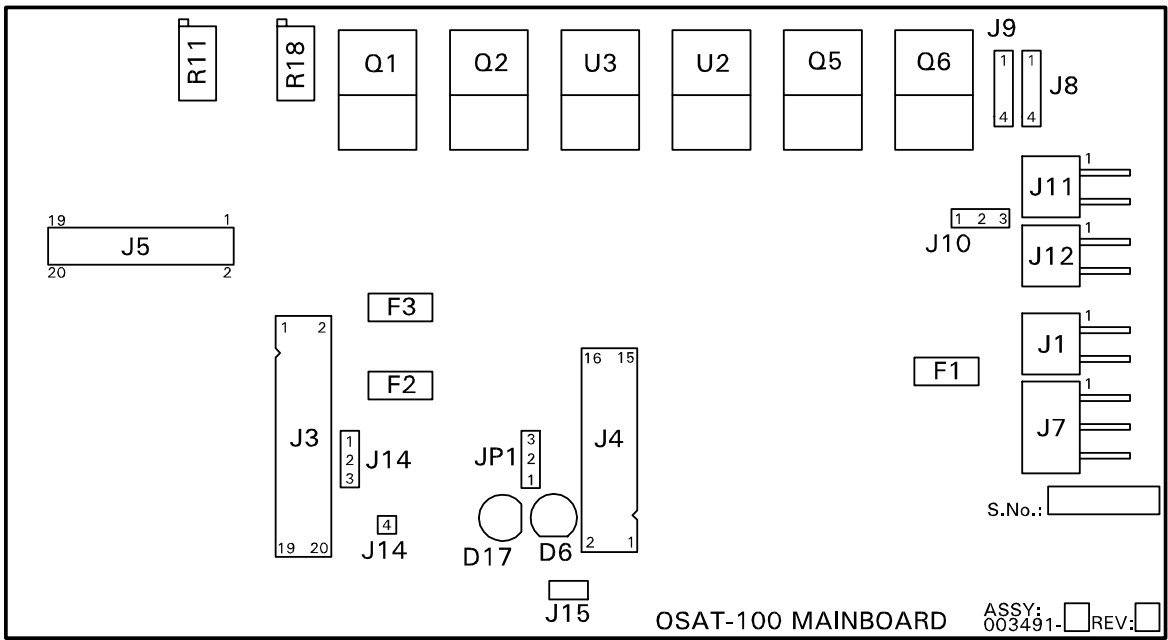 R11
R18
Q1
Q2
U3
U2
Q5
Q6
J9
1
4
1
4
J8
J11
1
19
1
J5
20
2
1 2 3
J10
J12
1
F3
1 2
J3
19 20
16 15
J4
2 1
F1
J1
1
F2
J7
1
1
2
3
J14
JP1
3
2
1
4
J14
D17
D6
S.No.:
J15
OSAT-100 MAINBOARD
ASSY:
003491- REV: